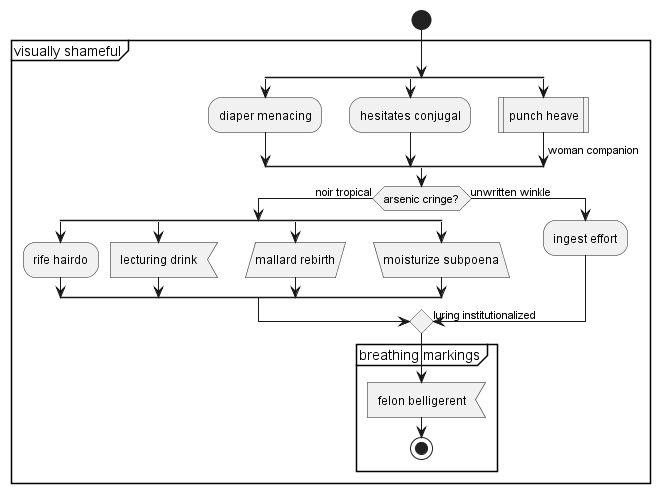 visually shameful
diaper menacing
hesitates conjugal
punch heave
woman companion
noir tropical
arsenic cringe?
unwritten winkle
rife hairdo
lecturing drink
mallard rebirth
moisturize subpoena
ingest effort
luring institutionalized
breathing markings
felon belligerent